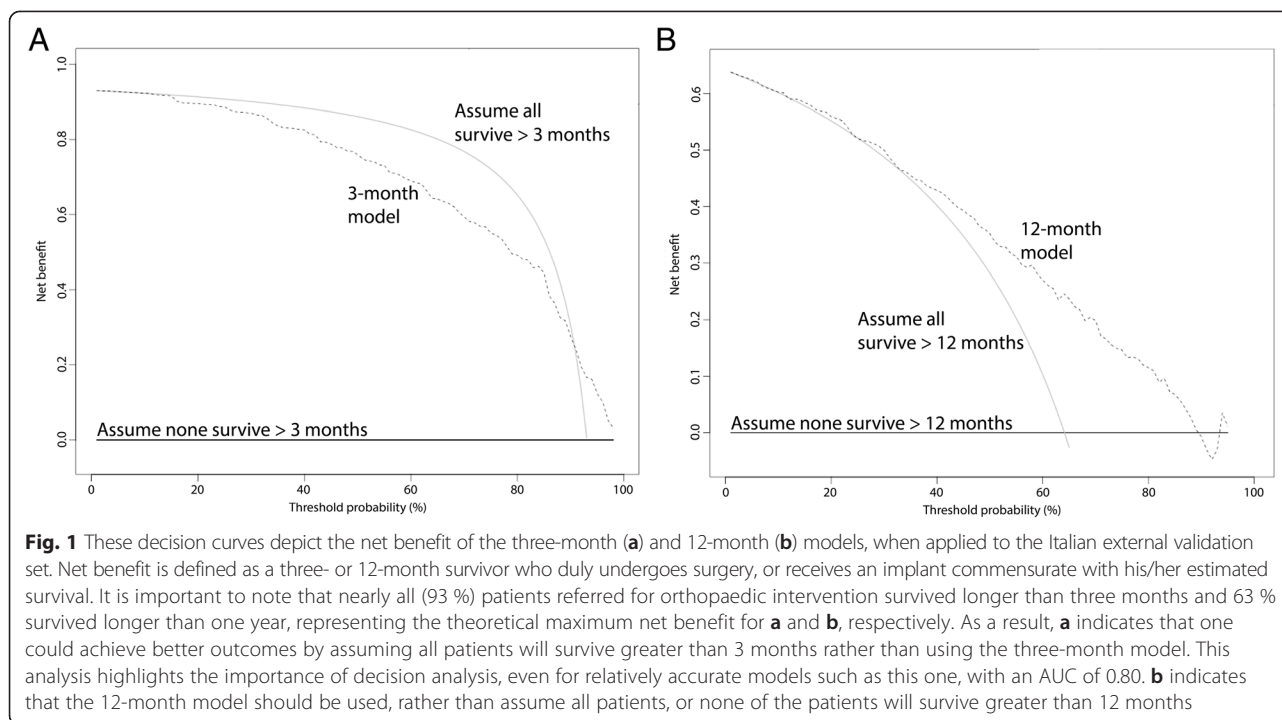 A
1.0
0.8
0.6
0.4
0.2
0.0
Net benefit
Assume all
survive > 3 months
3-month
model
Assume none survive > 3 months
0 20 40 60 80 100
Threshold probability (%)
B
0.6
0.5
0.4
0.3
0.2
0.1
0.0
Net benefit
12-month
model
Assume all
survive > 12 months
Assume none survive > 12 months
0 20 40 60 80 100
Threshold probability (%)
Fig. 1 These decision curves depict the net benefit of the three-month (a) and 12-month (b) models, when applied to the Italian external validation
set. Net benefit is defined as a three- or 12-month survivor who duly undergoes surgery, or receives an implant commensurate with his/her estimated
survival. It is important to note that nearly all (93 %) patients referred for orthopaedic intervention survived longer than three months and 63 %
survived longer than one year, representing the theoretical maximum net benefit for a and b, respectively. As a result, a indicates that one
could achieve better outcomes by assuming all patients will survive greater than 3 months rather than using the three-month model. This
analysis highlights the importance of decision analysis, even for relatively accurate models such as this one, with an AUC of 0.80. b indicates
that the 12-month model should be used, rather than assume all patients, or none of the patients will survive greater than 12 months